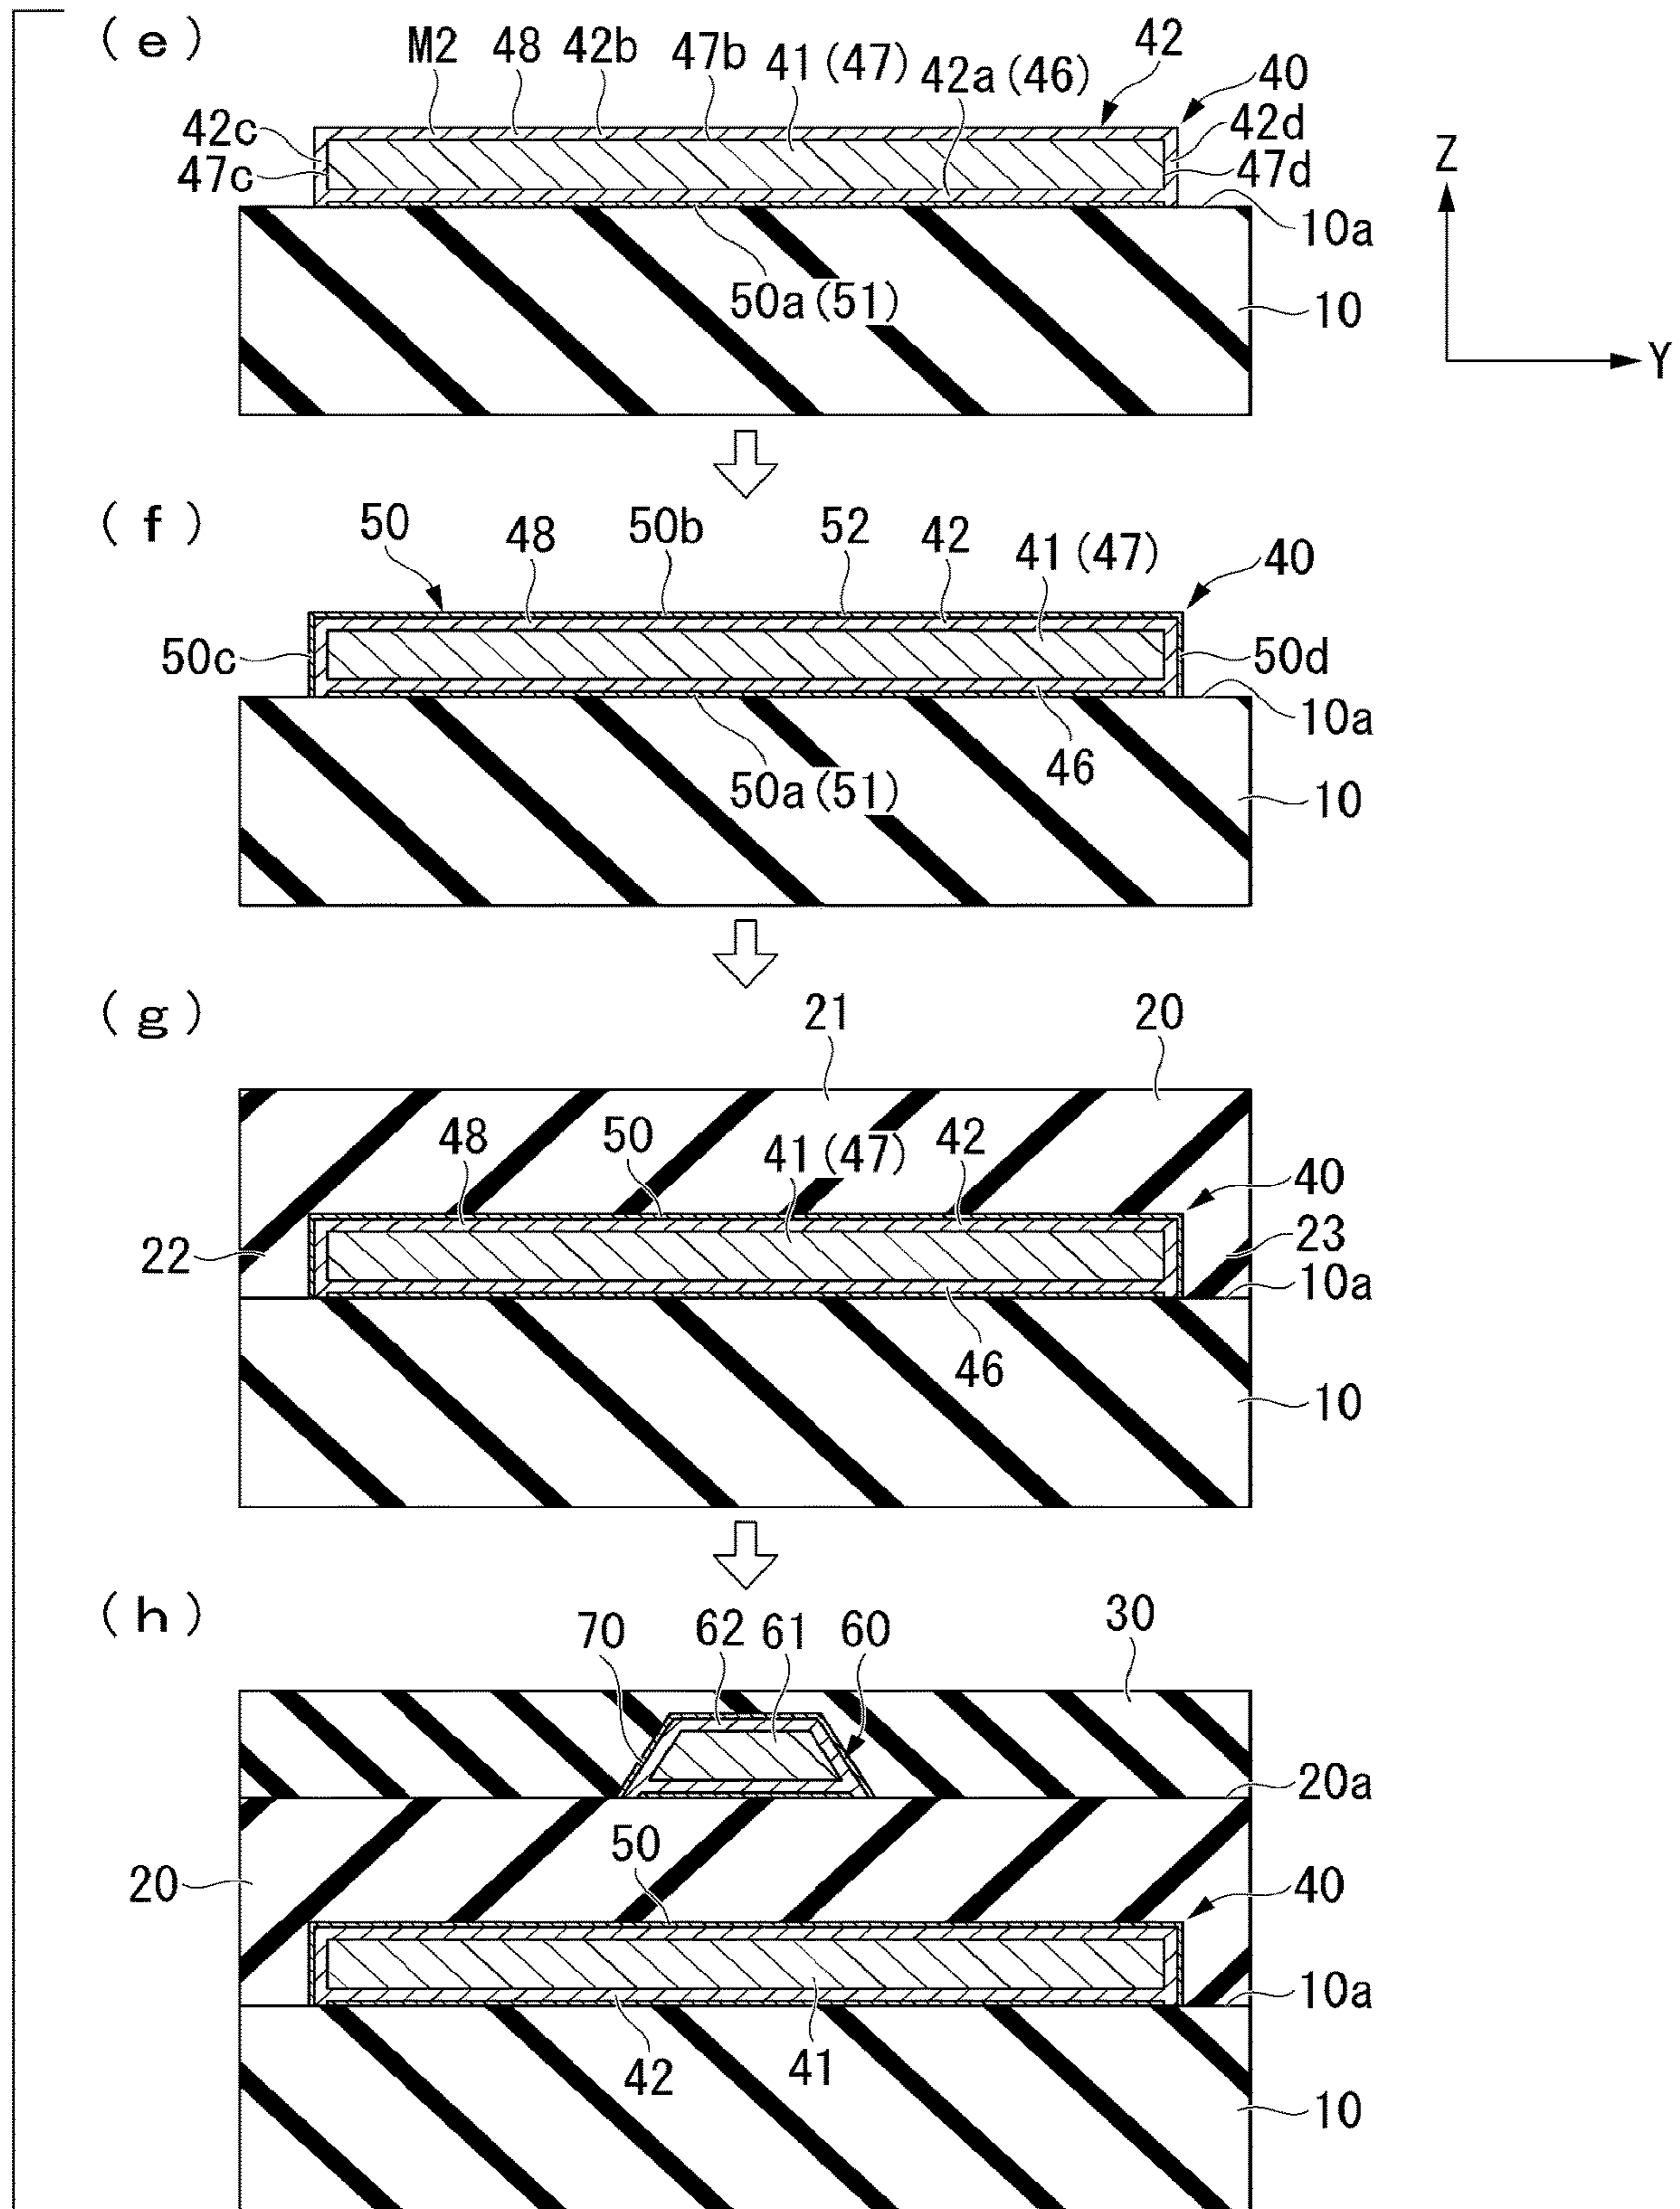 (e)
M2 48 42b 47b 41(47) 42a(46) 42 40
42c 42d
47c 47d
Z
10a
50a(51) 10
Y
(f)
50 50b 52 48 42 41(47) 40
50c 50d
10a
46
50a(51) 10
(g)
21 20
48 50 42 41(47) 40
22 23
10a
46
10
(h)
70 62 61 60 30
20a
50
20 40
10a
42 41
10